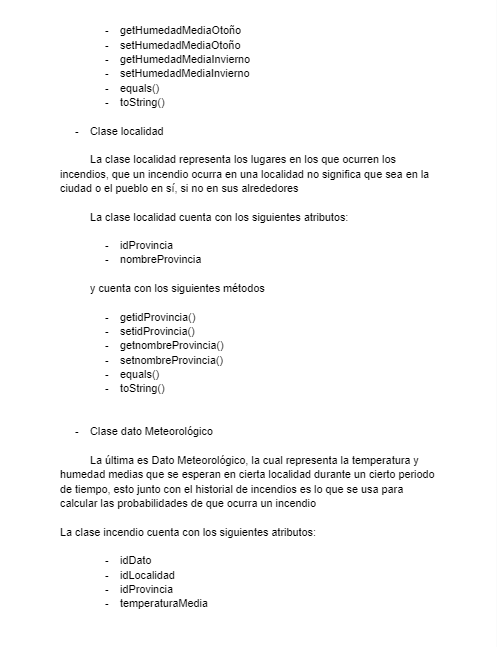 - getHumedadMediaOtoño
- setHumedadMediaOtoño
- getHumedadMediaInvierno
- setHumedadMediaInvierno
- equals()
- toString()
- Clase localidad
La clase localidad representa los lugares en los que ocurren los
incendios, que un incendio ocurra en una localidad no significa que sea en la
ciudad o el pueblo en sí, si no en sus alrededores
La clase localidad cuenta con los siguientes atributos:
- idProvincia
- nombreProvincia
y cuenta con los siguientes métodos
- getidProvincia()
- setidProvincia()
- getnombreProvincia()
- setnombreProvincia()
- equals()
- toString()
- Clase dato Meteorológico
La última es Dato Meteorológico, la cual representa la temperatura y
humedad medias que se esperan en cierta localidad durante un cierto periodo
de tiempo, esto junto con el historial de incendios es lo que se usa para
calcular las probabilidades de que ocurra un incendio
La clase incendio cuenta con los siguientes atributos:
- idDato
- idLocalidad
- idProvincia
- temperaturaMedia